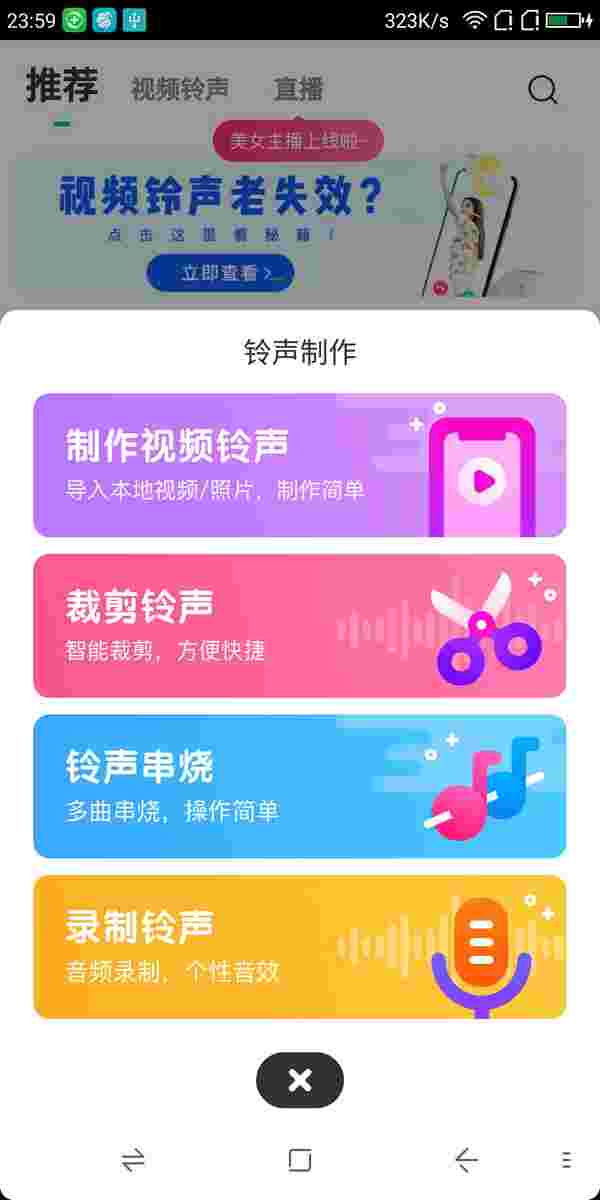 23:59
323K/s
推荐 视频铃声 直播
美女主播上线啦~
视频铃声老失效？
点击这里看秘籍！
立即查看>
铃声制作
制作视频铃声
导入本地视频/照片，制作简单
裁剪铃声
智能裁剪，方便快捷
铃声串烧
多曲串烧，操作简单
录制铃声
音频录制，个性音效